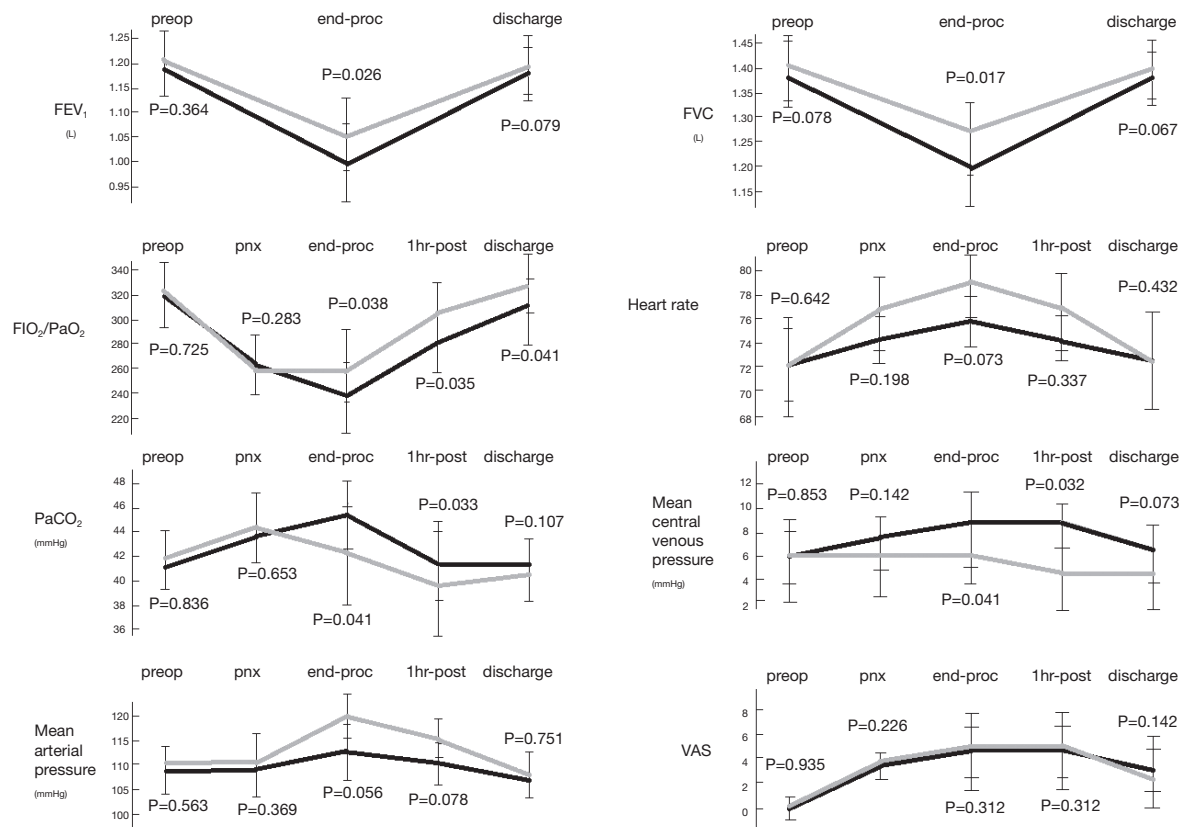 preop end-proc discharge
1.25
1.20
1.15
1.10
1.05
1.00
0.95
FEV₁
(L)
P=0.364
P=0.026
P=0.079
preop end-proc discharge
1.45
1.40
1.35
1.30
1.25
1.20
1.15
FVC
(L)
P=0.078
P=0.017
P=0.067
preop pnx end-proc 1hr-post discharge
340
320
300
280
260
240
220
FIO₂/PaO₂
P=0.725
P=0.283
P=0.038
P=0.035
P=0.041
preop pnx end-proc 1hr-post discharge
80
78
76
74
72
70
68
Heart rate
P=0.642
P=0.198
P=0.073
P=0.337
P=0.432
preop pnx end-proc 1hr-post discharge
48
46
44
42
40
38
36
PaCO₂
(mmHg)
P=0.836
P=0.653
P=0.041
P=0.033
P=0.107
preop pnx end-proc 1hr-post discharge
12
10
8
6
4
2
Mean
central
venous
pressure
(mmHg)
P=0.853
P=0.142
P=0.041
P=0.032
P=0.073
preop pnx end-proc 1hr-post discharge
120
115
110
105
100
Mean
arterial
pressure
(mmHg)
P=0.563
P=0.369
P=0.056
P=0.078
P=0.751
preop pnx end-proc 1hr-post discharge
8
6
4
2
0
VAS
P=0.935
P=0.226
P=0.312
P=0.312
P=0.142